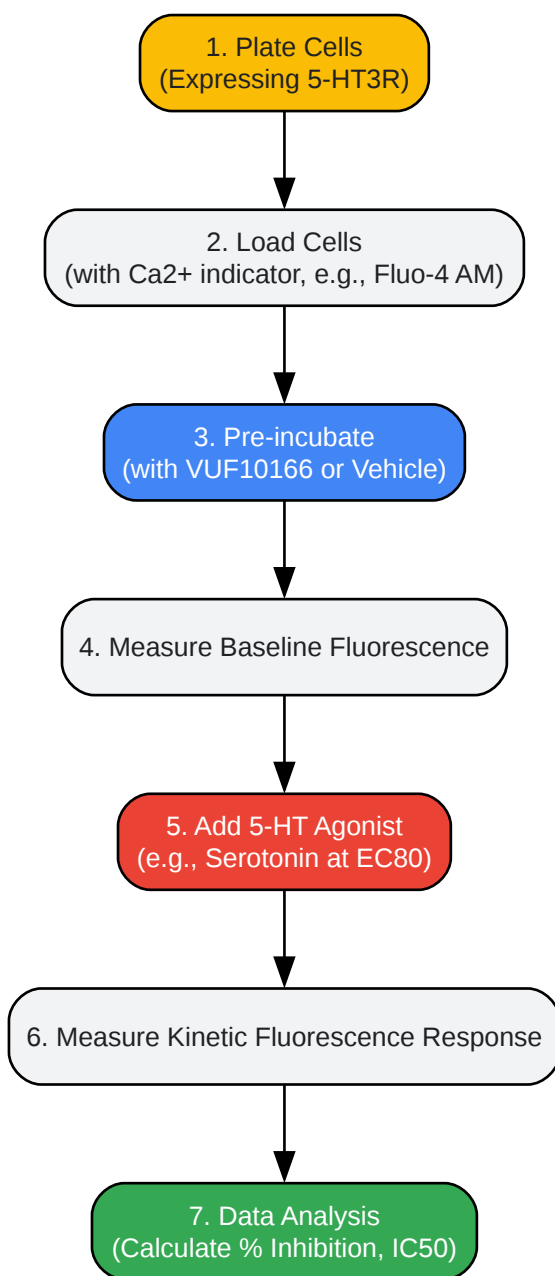 1. Plate Cells
(Expressing 5-HT3R)
2. Load Cells
(with Ca2+ indicator, e.g., Fluo-4 AM)
3. Pre-incubate
(with VUF10166 or Vehicle)
4. Measure Baseline Fluorescence
5. Add 5-HT Agonist
(e.g., Serotonin at EC80)
6. Measure Kinetic Fluorescence Response
7. Data Analysis
(Calculate % Inhibition, IC50)